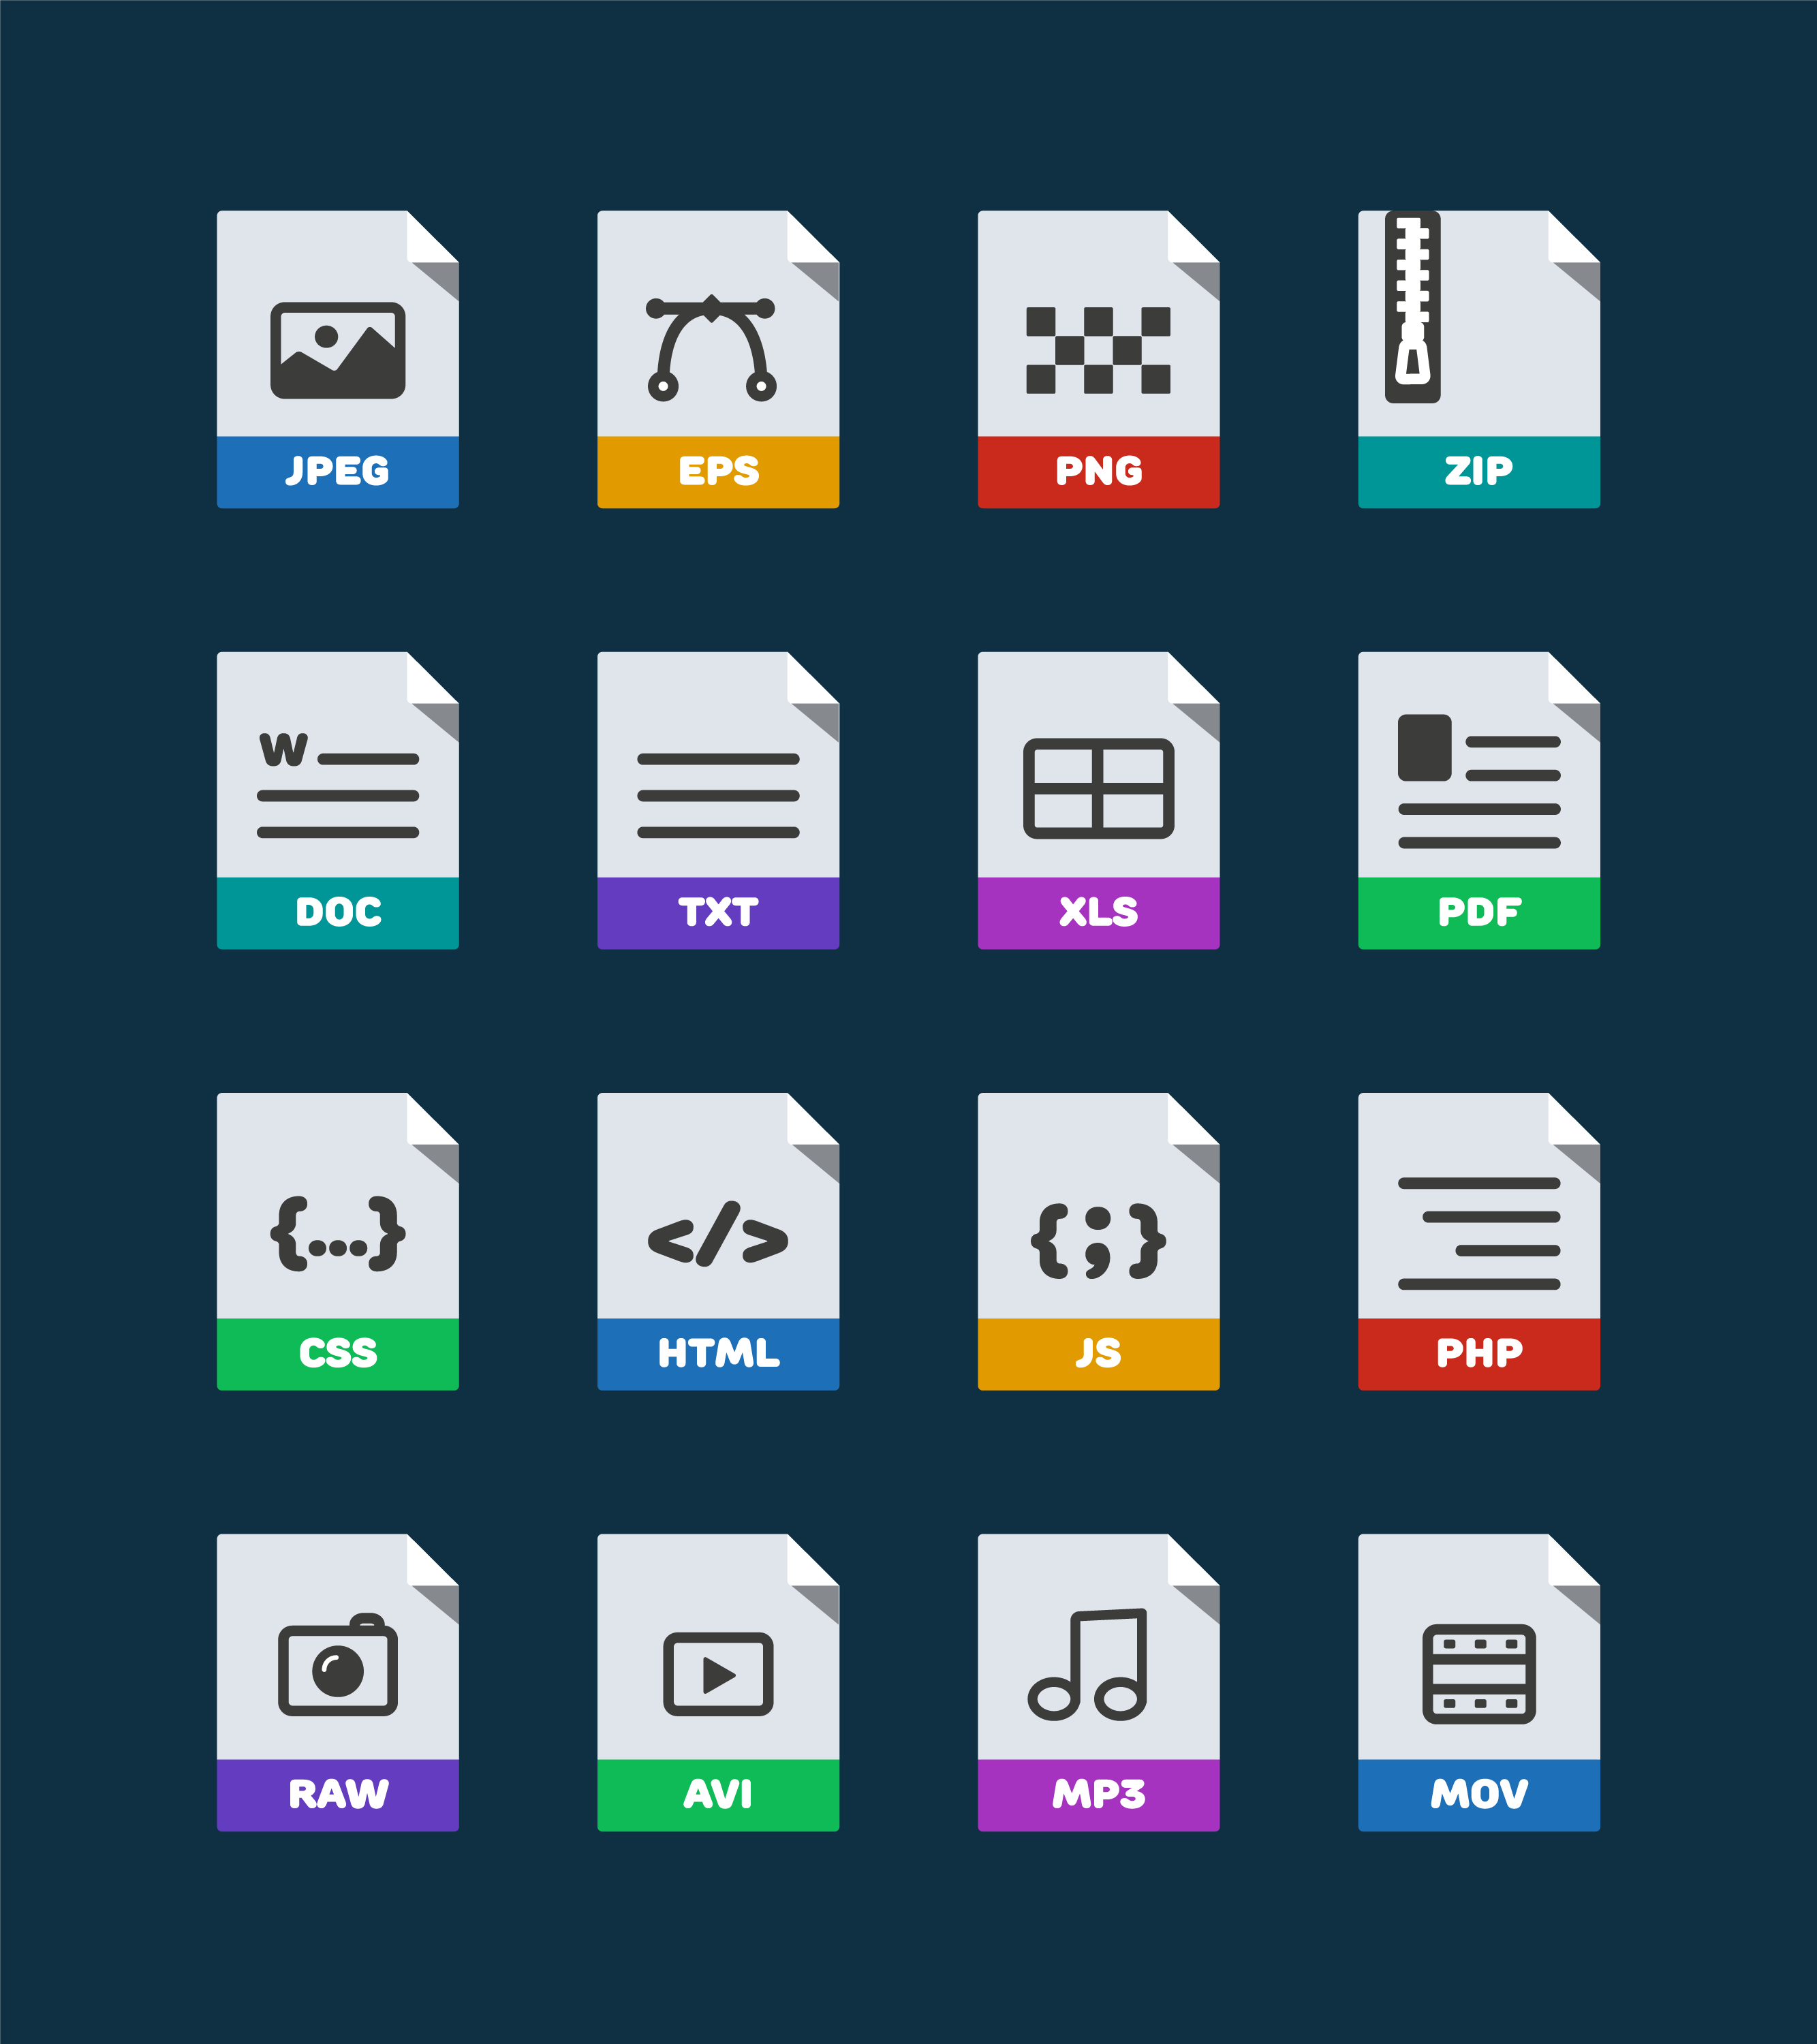 JPEG
EPS
PNG
ZIP
W
DOC
TXT
XLS
PDF
{...}
CSS
</>
HTML
{;}
JS
PHP
RAW
AVI
MP3
MOV